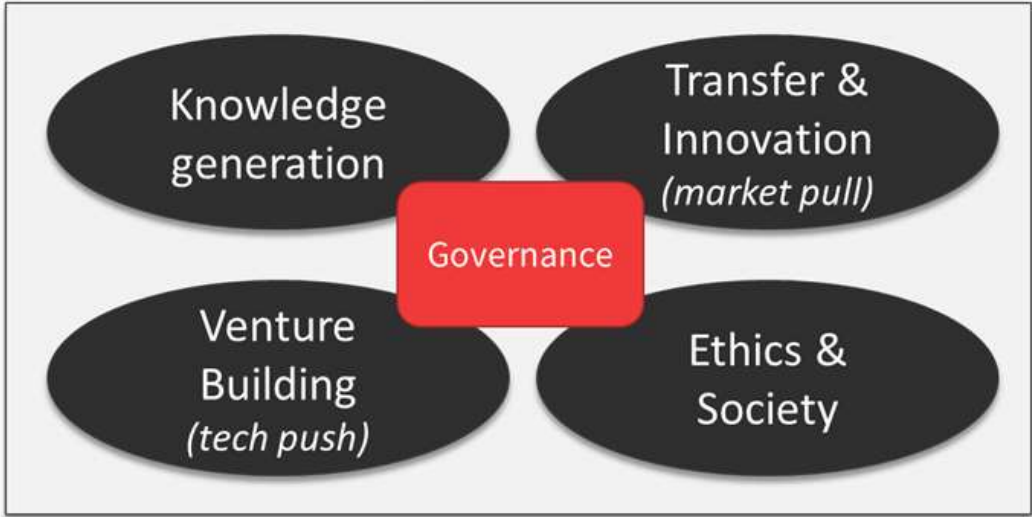 Knowledge
generation
Transfer &
Innovation
(market pull)
Governance
Venture
Building
(tech push)
Ethics &
Society